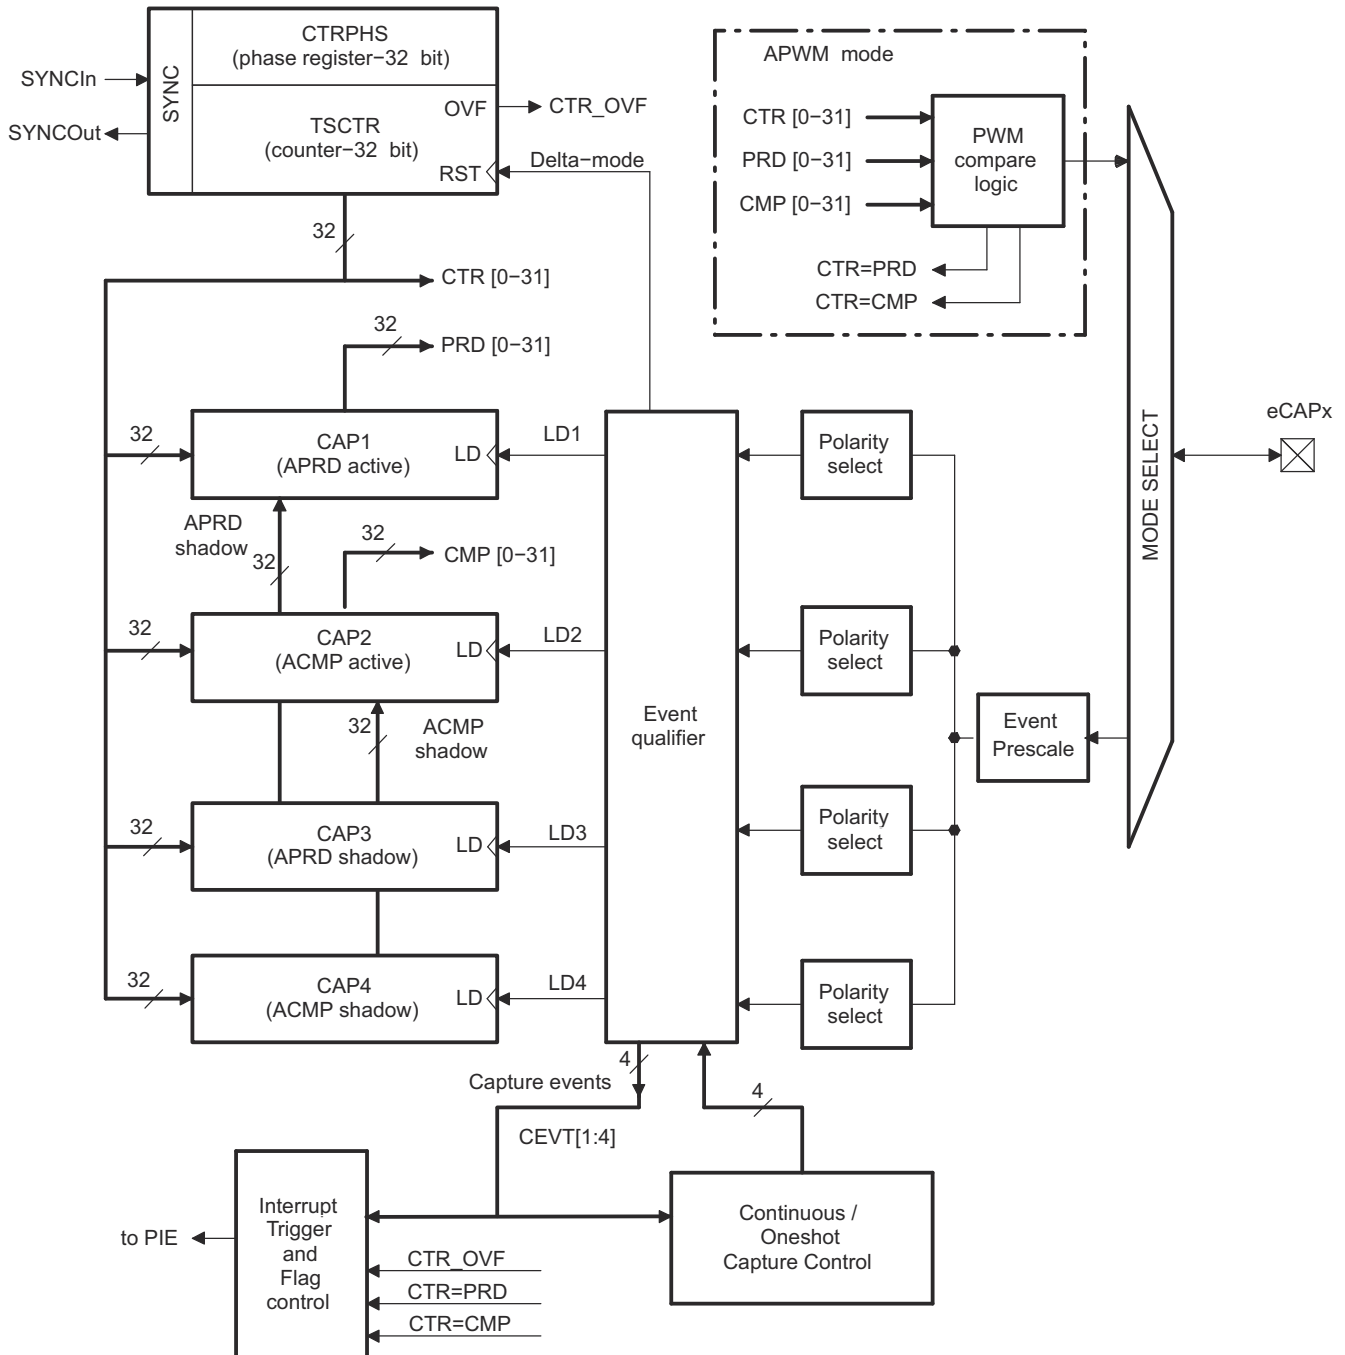 CTRPHS
(phase register−32 bit)
SYNCIn
SYNC
OVF
CTR_OVF
SYNCOut
TSCTR
(counter−32 bit)
RST
Delta−mode
32
CTR [0−31]
32
PRD [0−31]
APWM mode
CTR [0−31]
PRD [0−31]
CMP [0−31]
PWM
compare
logic
CTR=PRD
CTR=CMP
MODE SELECT
eCAPx
32
CAP1
(APRD active)
LD
LD1
Polarity
select
APRD
shadow
32
32
CMP [0−31]
32
CAP2
(ACMP active)
LD
LD2
Polarity
select
32
ACMP
shadow
Event
qualifier
Event
Prescale
32
CAP3
(APRD shadow)
LD
LD3
Polarity
select
32
CAP4
(ACMP shadow)
LD
LD4
Polarity
select
4
Capture events
4
CEVT[1:4]
Interrupt
Trigger
and
Flag
control
to PIE
Continuous /
Oneshot
Capture Control
CTR_OVF
CTR=PRD
CTR=CMP